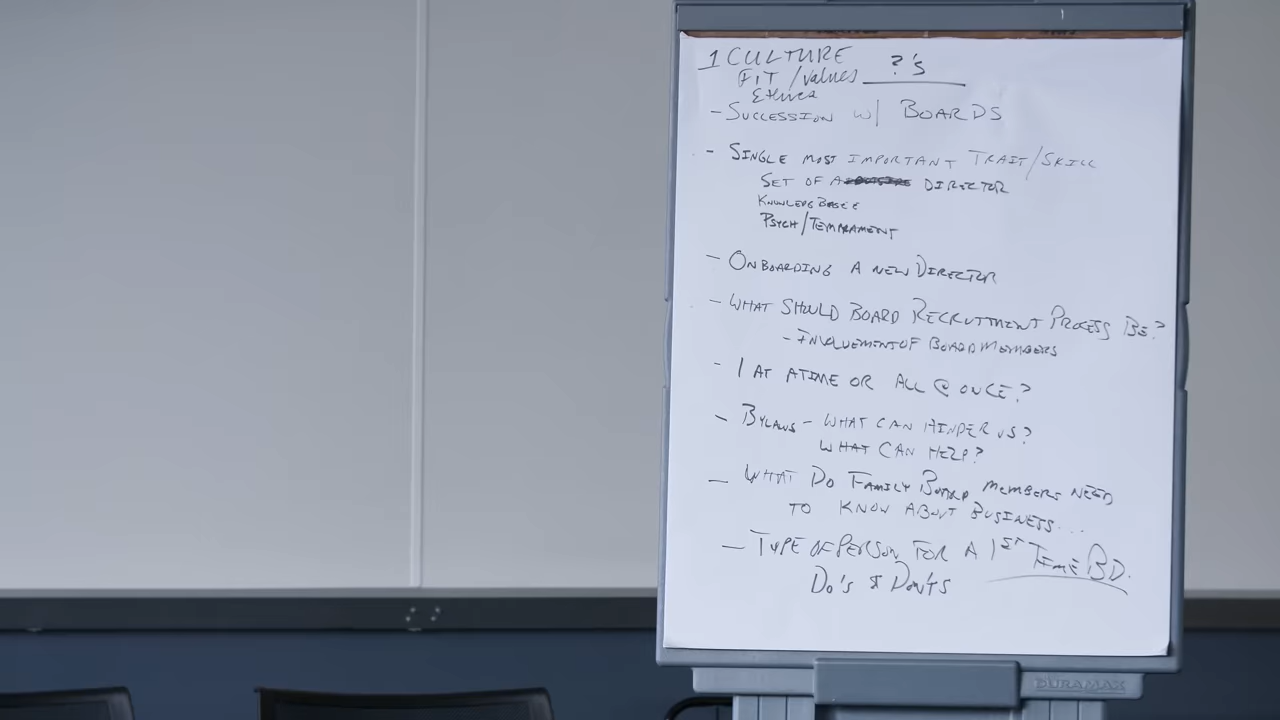 1 CULTURE
FIT / Values ?'s
Ethics
- SUCCESSION W/ BOARDS
- SINGLE MOST IMPORTANT TRAIT/SKILL
SET OF A DIRECTOR
KNOWLEDG BASE
PSYCH/TEMPRAMENT
- ONBOARDING A NEW DIRECTOR
- WHAT SHOULD BOARD RECRUITMENT PROCESS BE?
- INVOLVEMENT OF BOARD MEMBERS
- 1 AT A TIME OR ALL @ ONCE?
- BYLAWS - WHAT CAN HINDER US?
WHAT CAN HELP?
- WHAT DO FAMILY BOARD MEMBERS NEED
TO KNOW ABOUT BUSINESS...
- TYPE OF PERSON FOR A 1ST TIME BD.
DO'S & DON'TS
DURAMAX